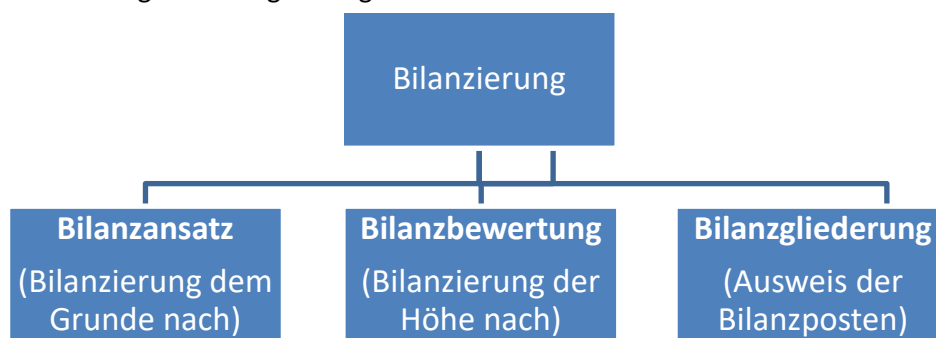 Bilanzierung
Bilanzansatz
(Bilanzierung dem
Grunde nach)
Bilanzbewertung
(Bilanzierung der
Höhe nach)
Bilanzgliederung
(Ausweis der
Bilanzposten)